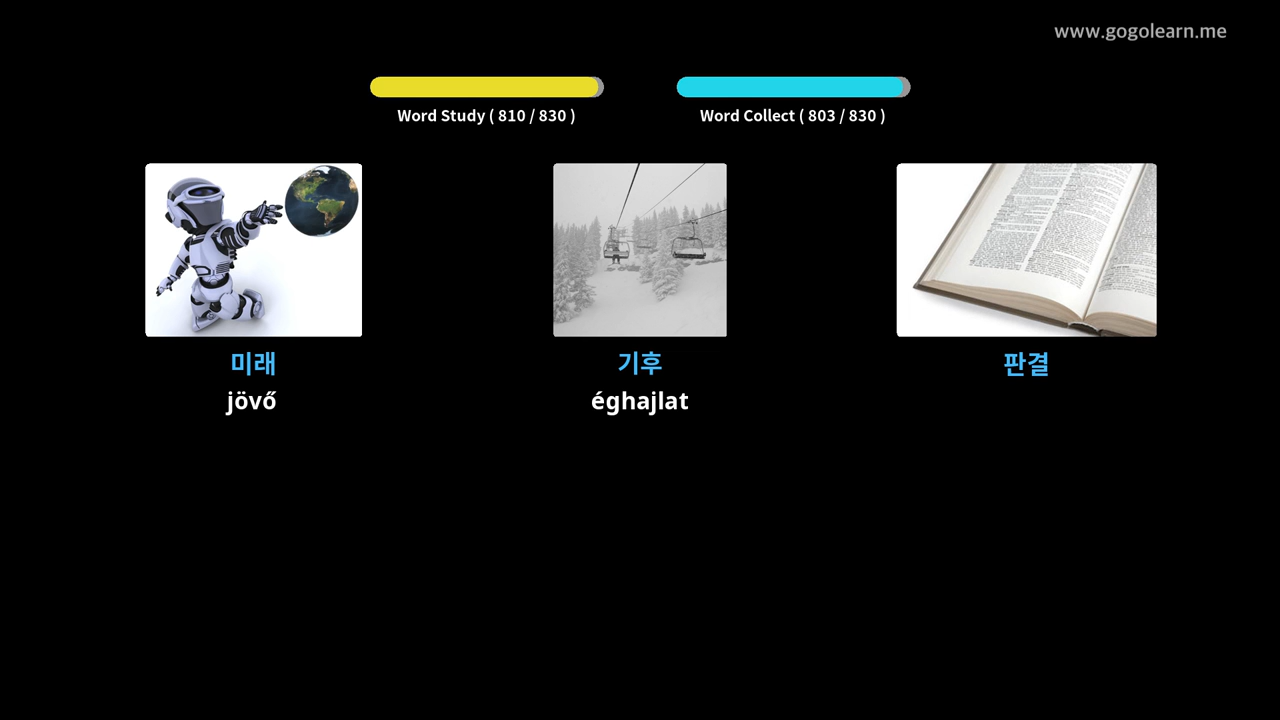 www.gogolearn.me
Word Study ( 810 / 830 )
Word Collect ( 803 / 830 )
미래
jövő
기후
éghajlat
판결